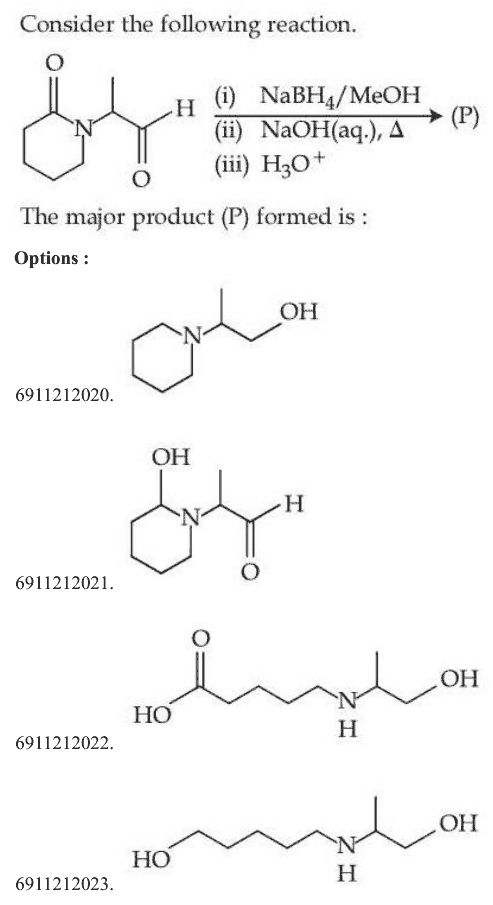 Consider the following reaction.
O
N
H
O
(i) NaBH₄/MeOH
(ii) NaOH(aq.), Δ
(iii) H₃O⁺
(P)
The major product (P) formed is :
Options :
N
OH
6911212020.
OH
N
H
O
6911212021.
O
HO
N
H
OH
6911212022.
HO
N
H
OH
6911212023.